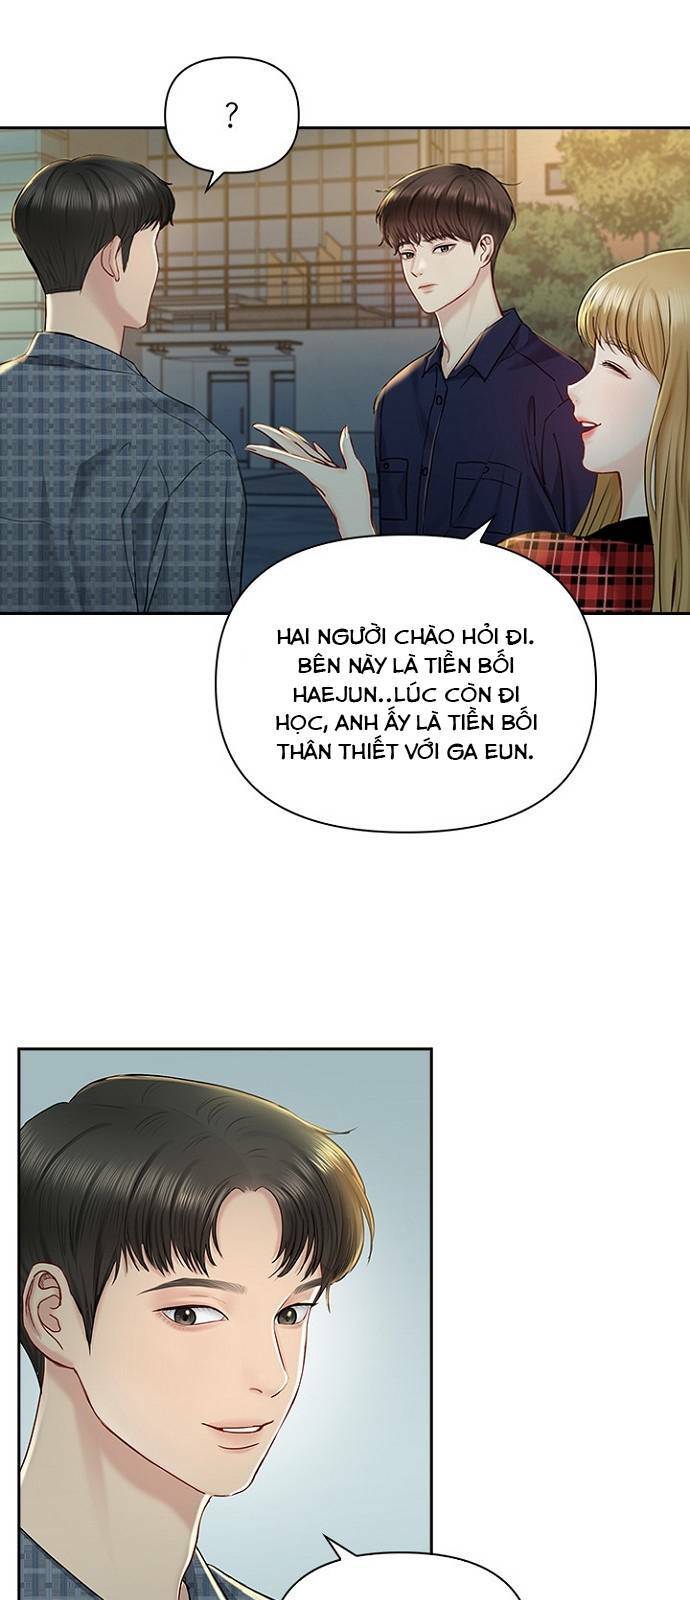 ?
HAI NGƯỜI CHÀO HỎI ĐI.
BÊN NÀY LÀ TIỀN BỐI
HAEJUN..LÚC CÒN ĐI
HỌC, ANH ẤY LÀ TIỀN BỐI
THÂN THIẾT VỚI GA EUN.